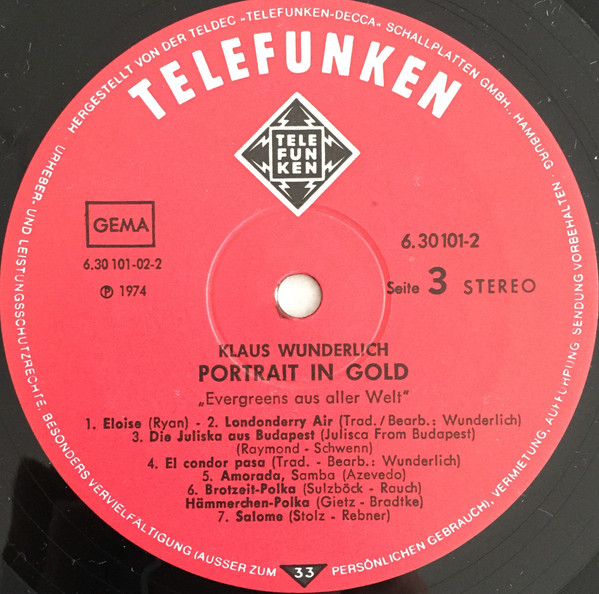 HERGESTELLT VON DER TELDEC »TELEFUNKEN-DECCA« SCHALLPLATTEN GMBH., HAMBURG · SENDUNG VORBEHALTEN ·
URHEBER- UND LEISTUNGSSCHUTZRECHTE. BESONDERS VERVIELFÄLTIGUNG (AUSSER ZUM PERSÖNLICHEN GEBRAUCH), VERMIETUNG, AUFFÜHRUNG
TELEFUNKEN
TELE
FUN
KEN
GEMA
6.30101-02-2
℗ 1974
6.30101-2
Seite 3 STEREO
KLAUS WUNDERLICH
PORTRAIT IN GOLD
„Evergreens aus aller Welt"
1. Eloise (Ryan) - 2. Londonderry Air (Trad./Bearb.: Wunderlich)
3. Die Juliska aus Budapest (Julisca From Budapest)
(Raymond - Schwenn)
4. El condor pasa (Trad. - Bearb.: Wunderlich)
5. Amorada, Samba (Azevedo)
6. Brotzeit-Polka (Sulzböck - Rauch)
Hämmerchen-Polka (Gietz - Bradtke)
7. Salome (Stolz - Rebner)
33